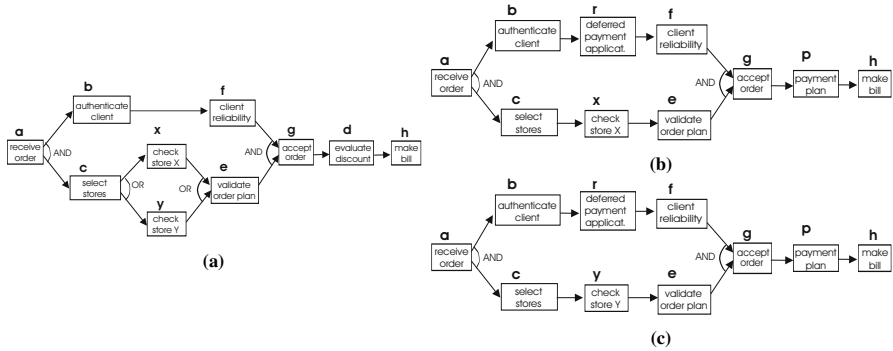 b
authenticate
client
f
client
reliability
x
check
store X
a
receive
order
AND
c
select
stores
OR
y
check
store Y
OR
e
validate
order plan
AND
g
accept
order
d
evaluate
discount
h
make
bill
(a)
b
authenticate
client
r
deferred
payment
applicat.
f
client
reliability
a
receive
order
AND
c
select
stores
x
check
store X
e
validate
order plan
AND
g
accept
order
p
payment
plan
h
make
bill
(b)
b
authenticate
client
r
deferred
payment
applicat.
f
client
reliability
a
receive
order
AND
c
select
stores
y
check
store Y
e
validate
order plan
AND
g
accept
order
p
payment
plan
h
make
bill
(c)